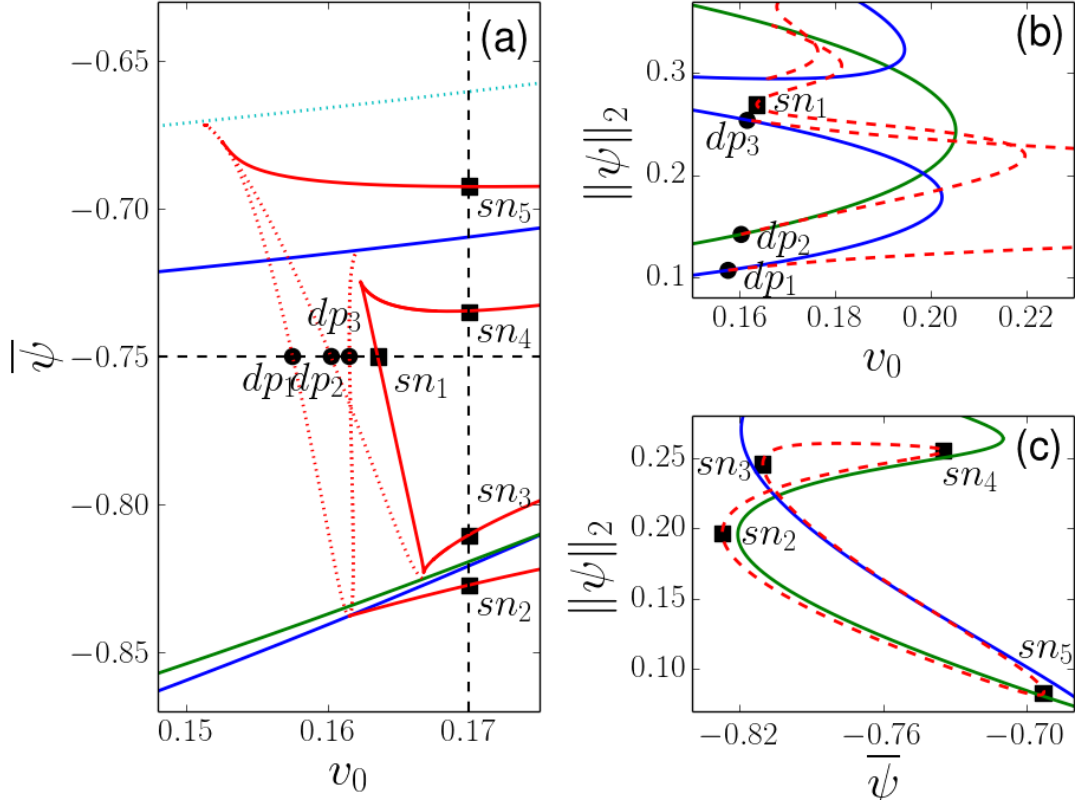 (a)
−0.65
−0.70
−0.75
−0.80
−0.85
ψ̅
sn₅
sn₄
dp₃
dp₁
dp₂
sn₁
sn₃
sn₂
0.15
0.16
0.17
v₀
(b)
0.3
0.2
0.1
‖ψ‖₂
sn₁
dp₃
dp₂
dp₁
0.16
0.18
0.20
0.22
v₀
(c)
0.25
0.20
0.15
0.10
‖ψ‖₂
sn₃
sn₄
sn₂
sn₅
−0.82
−0.76
−0.70
ψ̅